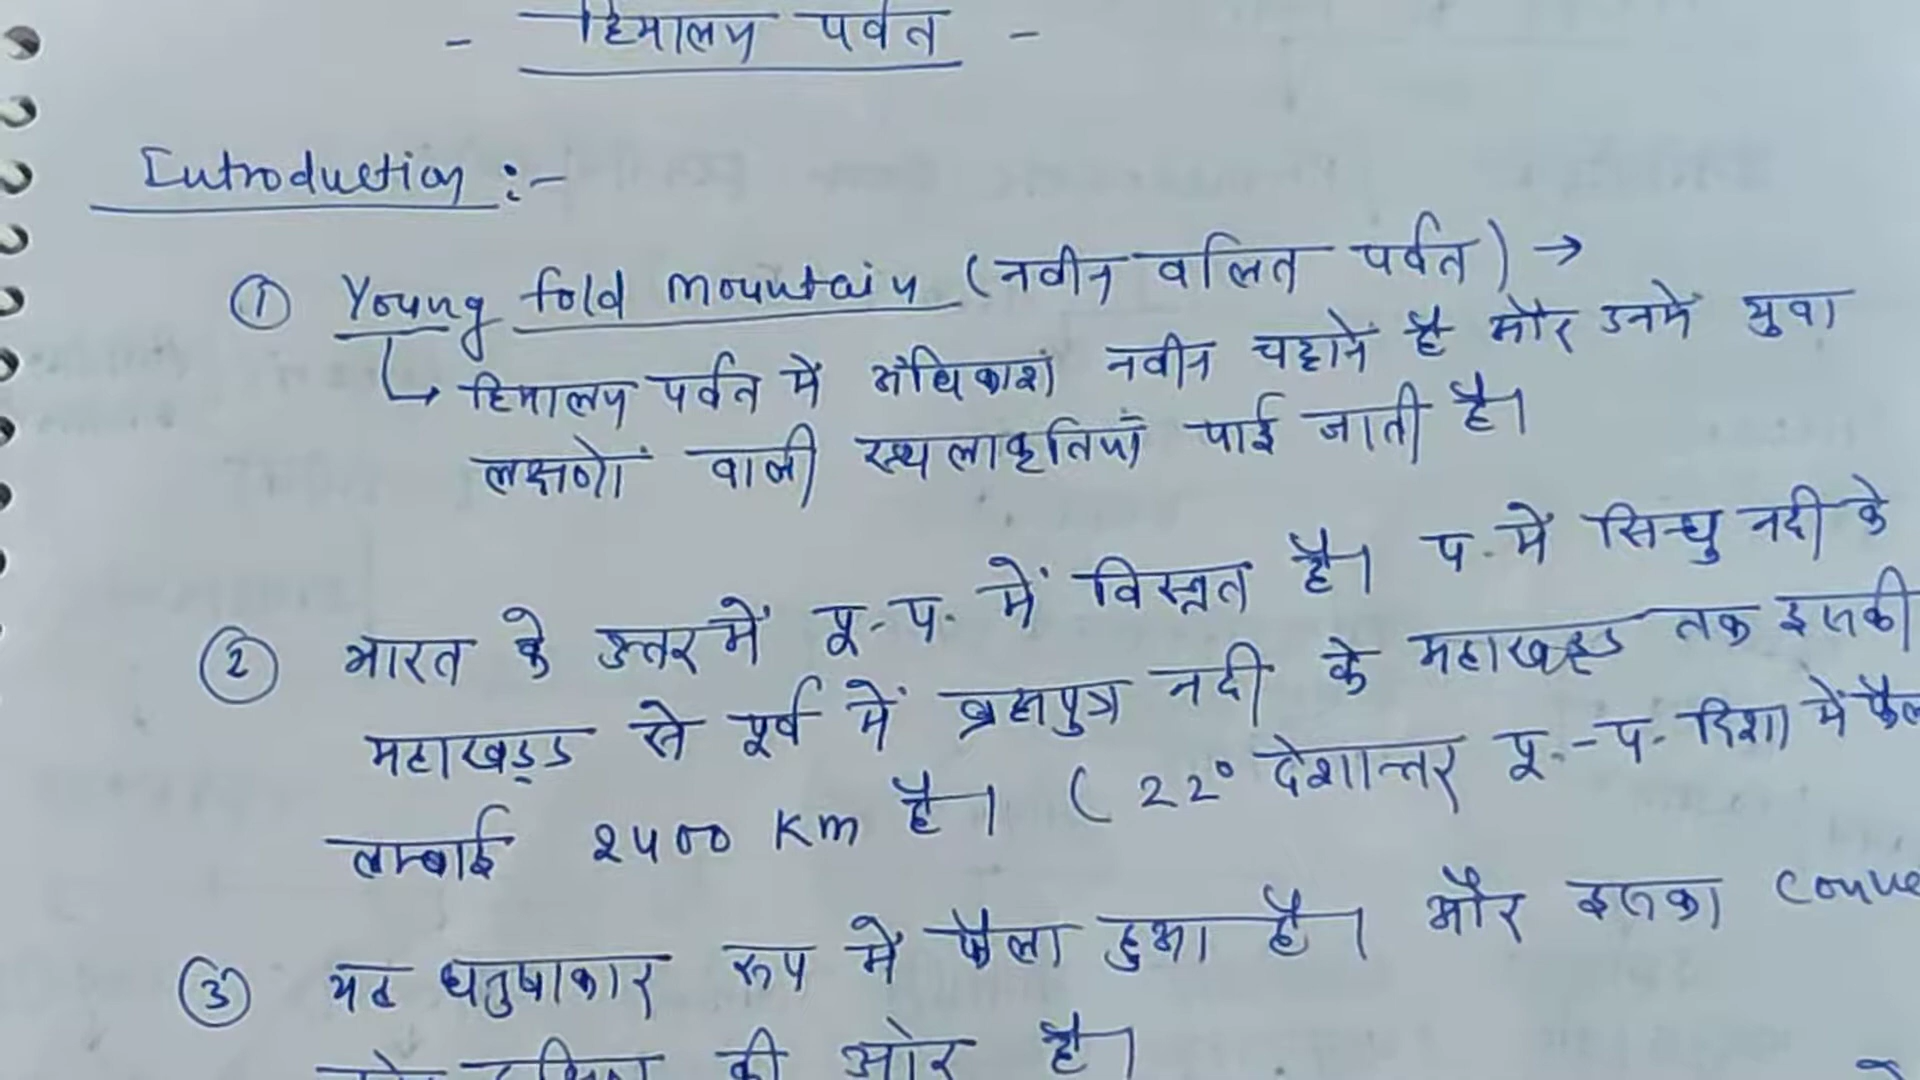 - हिमालय पर्वत -
Introduction :-
① Young fold mountain (नवीन वलित पर्वत) →
↳ हिमालय पर्वत में अधिकाशं नवीन चट्टाने है और उनमें युवा
लक्षणों वाली स्थलाकृतियाँ पाई जाती है।
② भारत के उत्तर में पू.-प. में विस्तृत है। प. में सिन्धु नदी के
महाखड्ड से पूर्व में ब्रह्मपुत्र नदी के महाखड्ड तक इसकी
लम्बाई 2400 Km है। ( 22° देशान्तर पू.-प. दिशा में फैल
③ यह धनुषाकार रूप में फैला हुआ है। और इसका conve
की ओर है।